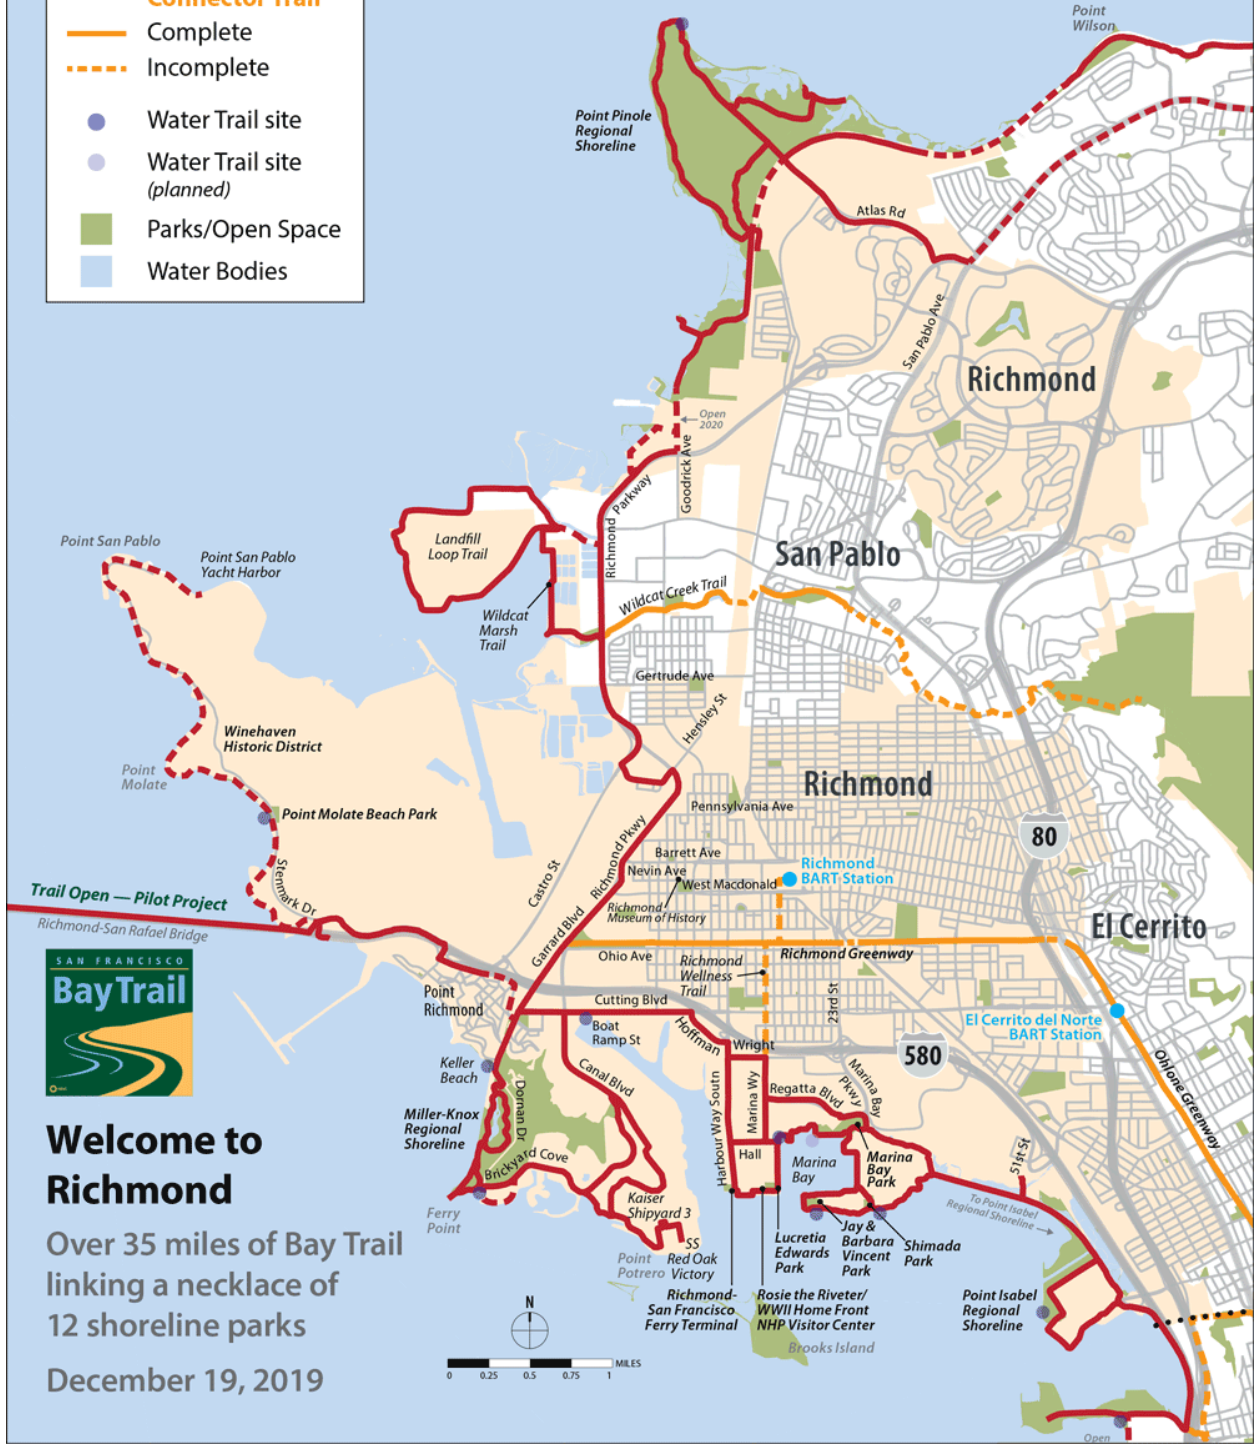 Connector Trail
Complete
Incomplete
Water Trail site
Water Trail site
(planned)
Parks/Open Space
Water Bodies
Point
Wilson
Point Pinole
Regional
Shoreline
Atlas Rd
San Pablo Ave
Richmond
Open
2020
Goodrick Ave
Parkway
Richmond
Landfill
Loop Trail
San Pablo
Point San Pablo
Point San Pablo
Yacht Harbor
Wildcat Creek Trail
Wildcat
Marsh
Trail
Gertrude Ave
Hensley St
Winehaven
Historic District
Point
Molate
Richmond
Pennsylvania Ave
Point Molate Beach Park
80
Barrett Ave
Richmond Pkwy
Castro St
Nevin Ave
West Macdonald
Richmond
BART Station
Richmond
Museum of History
Stenmark Dr
Trail Open — Pilot Project
Richmond-San Rafael Bridge
Garrard Blvd
El Cerrito
Ohio Ave
Richmond Greenway
Richmond
Wellness
Trail
23rd St
SAN FRANCISCO
Bay Trail
Point
Richmond
Cutting Blvd
Boat
Ramp St
Hoffman
Wright
El Cerrito del Norte
BART Station
580
Ohlone Greenway
Keller
Beach
Canal Blvd
Dornan Dr
Harbour Way South
Marina Wy
Regatta Blvd
Marina Bay
Pkwy
Miller-Knox
Regional
Shoreline
Brickyard Cove
Hall
Marina
Bay
Marina
Bay
Park
51st St
Welcome to
Richmond
Kaiser
Shipyard 3
Ferry
Point
To Point Isabel
Regional Shoreline
Over 35 miles of Bay Trail
linking a necklace of
12 shoreline parks
SS
Red Oak
Victory
Point
Potrero
Lucretia
Edwards
Park
Jay &
Barbara
Vincent
Park
Shimada
Park
Richmond-
San Francisco
Ferry Terminal
Rosie the Riveter/
WWII Home Front
NHP Visitor Center
Point Isabel
Regional
Shoreline
Brooks Island
December 19, 2019
N
MILES
0 0.25 0.5 0.75 1
Open